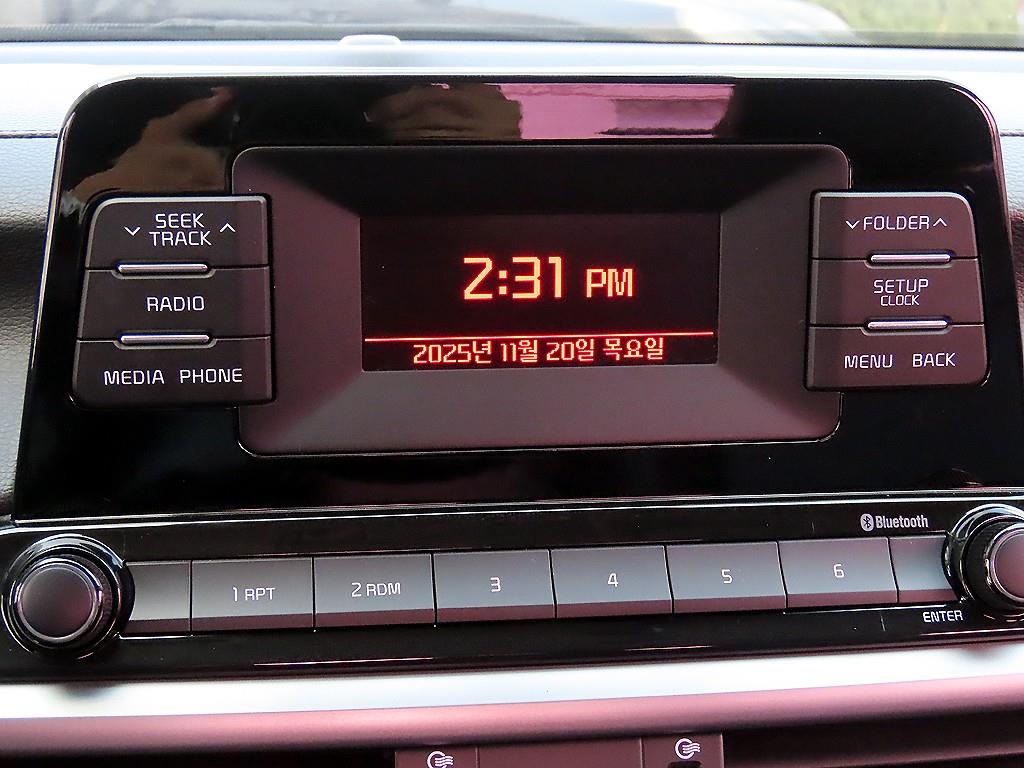 SEEK
TRACK
RADIO
MEDIA PHONE
2:31 PM
2025년 11월 20일 목요일
FOLDER
SETUP
CLOCK
MENU BACK
Bluetooth
1 RPT
2 RDM
3
4
5
6
ENTER